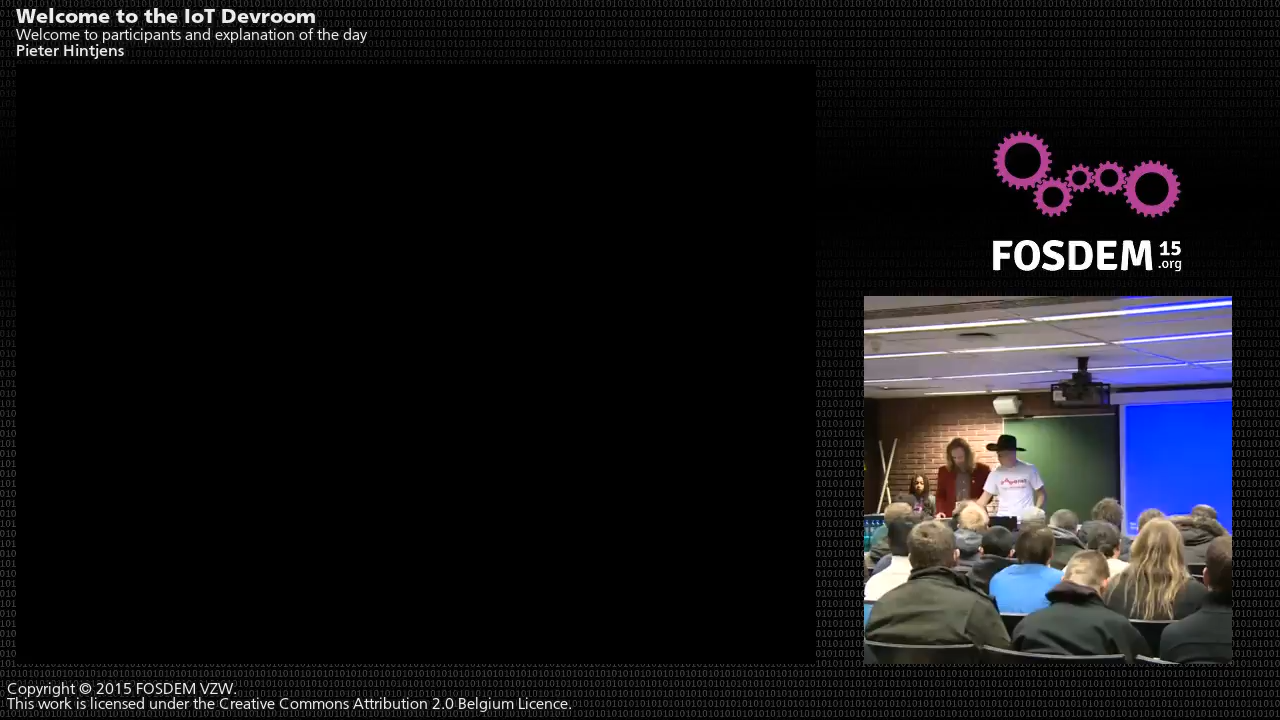 Welcome to the IoT Devroom
Welcome to participants and explanation of the day
Pieter Hintjens
FOSDEM 15
.org
Copyright © 2015 FOSDEM VZW.
This work is licensed under the Creative Commons Attribution 2.0 Belgium Licence.